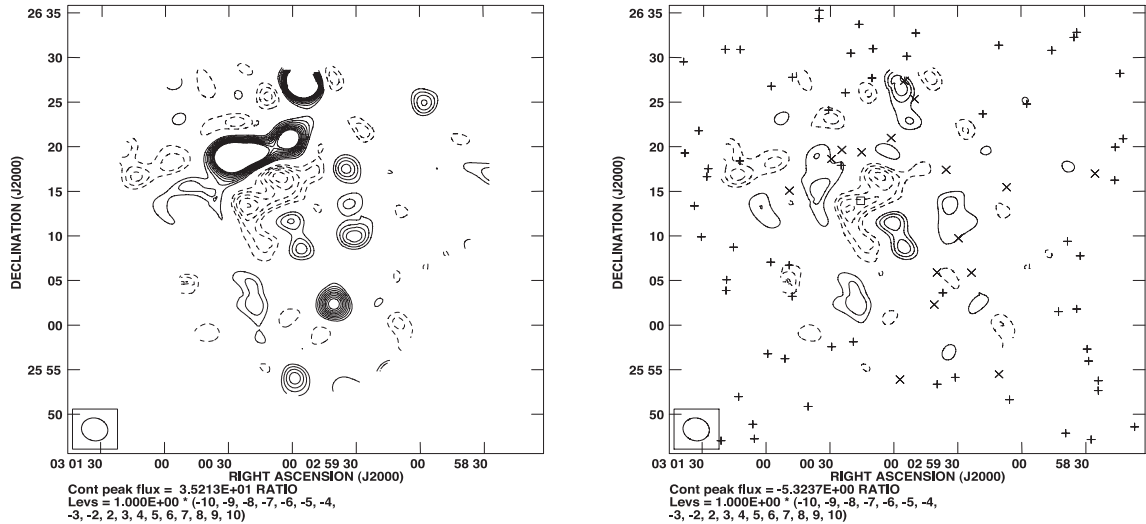 26 35
30
25
20
15
10
05
00
25 55
50
DECLINATION (J2000)
03 01 30 00 00 30 00 02 59 30 00 58 30
RIGHT ASCENSION (J2000)
Cont peak flux = 3.5213E+01 RATIO
Levs = 1.000E+00 * (-10, -9, -8, -7, -6, -5, -4,
-3, -2, 2, 3, 4, 5, 6, 7, 8, 9, 10)
26 35
30
25
20
15
10
05
00
25 55
50
DECLINATION (J2000)
03 01 30 00 00 30 00 02 59 30 00 58 30
RIGHT ASCENSION (J2000)
Cont peak flux = -5.3237E+00 RATIO
Levs = 1.000E+00 * (-10, -9, -8, -7, -6, -5, -4,
-3, -2, 2, 3, 4, 5, 6, 7, 8, 9, 10)